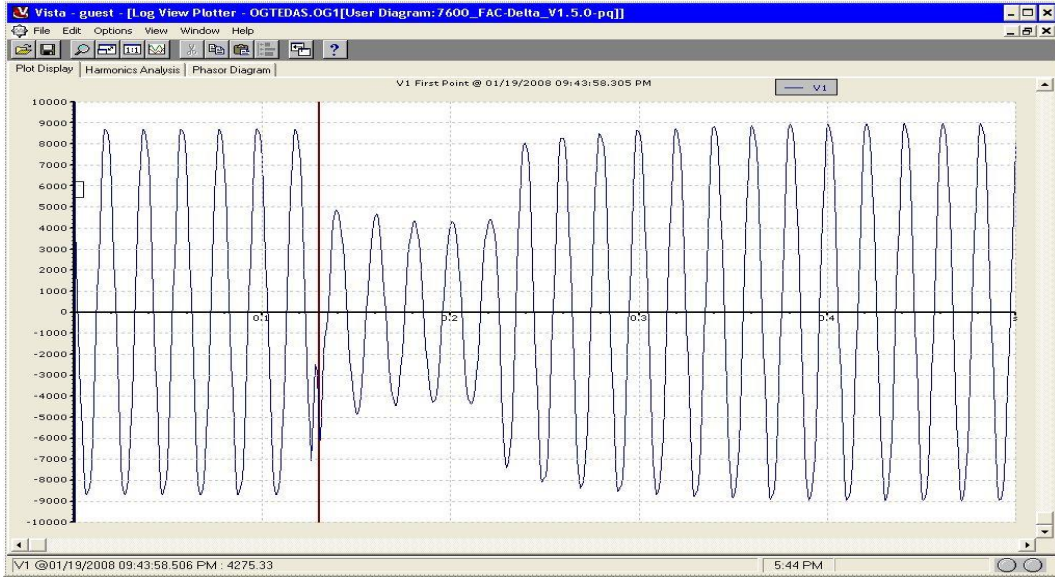 Vista - guest - [Log View Plotter - OGTEDAS.OG1[User Diagram:7600_FAC-Delta_V1.5.0-pq]]
File Edit Options View Window Help
1:1 ?
Plot Display Harmonics Analysis Phasor Diagram
V1 First Point @ 01/19/2008 09:43:58.305 PM
V1
10000
9000
8000
7000
6000
5000
4000
3000
2000
1000
0
0.1 0.2 0.3 0.4 s
-1000
-2000
-3000
-4000
-5000
-6000
-7000
-8000
-9000
-10000
V1 @01/19/2008 09:43:58.506 PM : 4275.33
5:44 PM